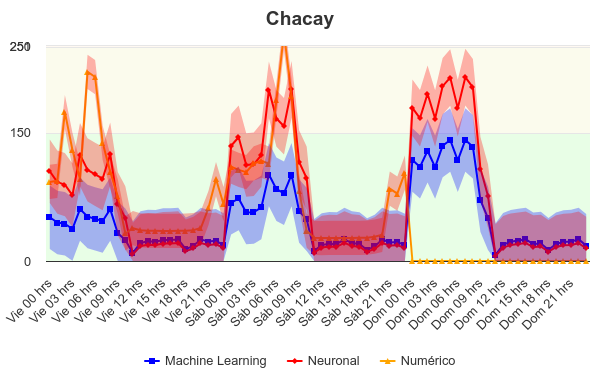 Chacay
250
150
0
Vie 00 hrs
Vie 03 hrs
Vie 06 hrs
Vie 09 hrs
Vie 12 hrs
Vie 15 hrs
Vie 18 hrs
Vie 21 hrs
Sáb 00 hrs
Sáb 03 hrs
Sáb 06 hrs
Sáb 09 hrs
Sáb 12 hrs
Sáb 15 hrs
Sáb 18 hrs
Sáb 21 hrs
Dom 00 hrs
Dom 03 hrs
Dom 06 hrs
Dom 09 hrs
Dom 12 hrs
Dom 15 hrs
Dom 18 hrs
Dom 21 hrs
Machine Learning Neuronal Numérico